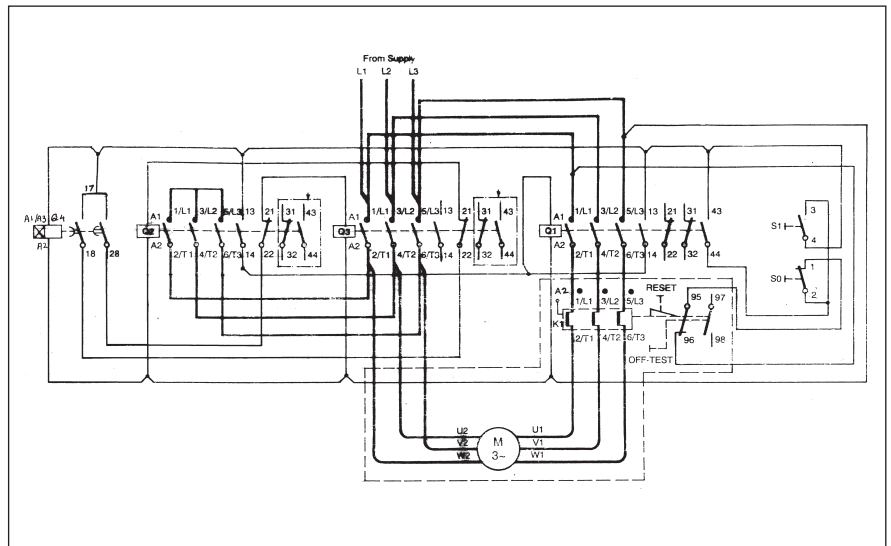 From Supply
L1 L2 L3
17
A1/A3 Q4
A2
18 28
A1 1/L1 3/L2 5/L3 13 21 31 43
Q2
A2 2/T1 4/T2 6/T3 14 22 32 44
A1 1/L1 3/L2 5/L3 13 21 31 43
Q3
A2 2/T1 4/T2 6/T3 14 22 32 44
A1 1/L1 3/L2 5/L3 13 21 31 43
Q1
A2 2/T1 4/T2 6/T3 14 22 32 44
3
S1
4
1
S0
2
A2 1/L1 3/L2 5/L3
RESET
95 97
K1
2/T1 4/T2 6/T3
OFF-TEST
96 98
U2 U1
V2 M V1
W2 3~ W1